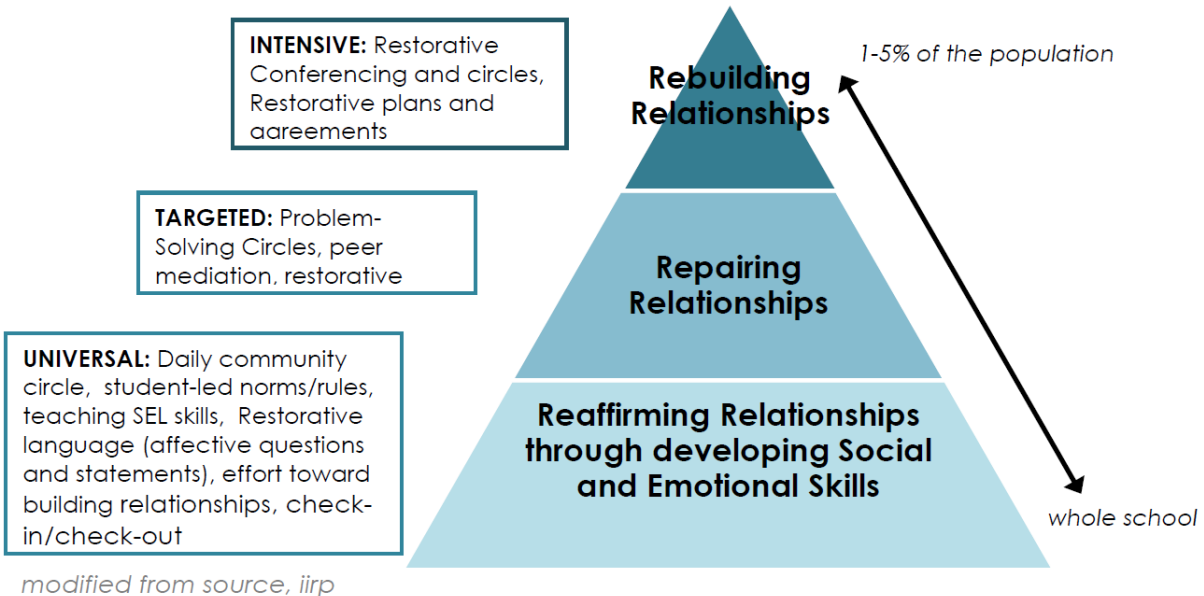 INTENSIVE: Restorative
Conferencing and circles,
Restorative plans and
agreements
Rebuilding
Relationships
1-5% of the population
TARGETED: Problem-
Solving Circles, peer
mediation, restorative
Repairing
Relationships
UNIVERSAL: Daily community
circle, student-led norms/rules,
teaching SEL skills, Restorative
language (affective questions
and statements), effort toward
building relationships, check-
in/check-out
Reaffirming Relationships
through developing Social
and Emotional Skills
whole school
modified from source, iirp